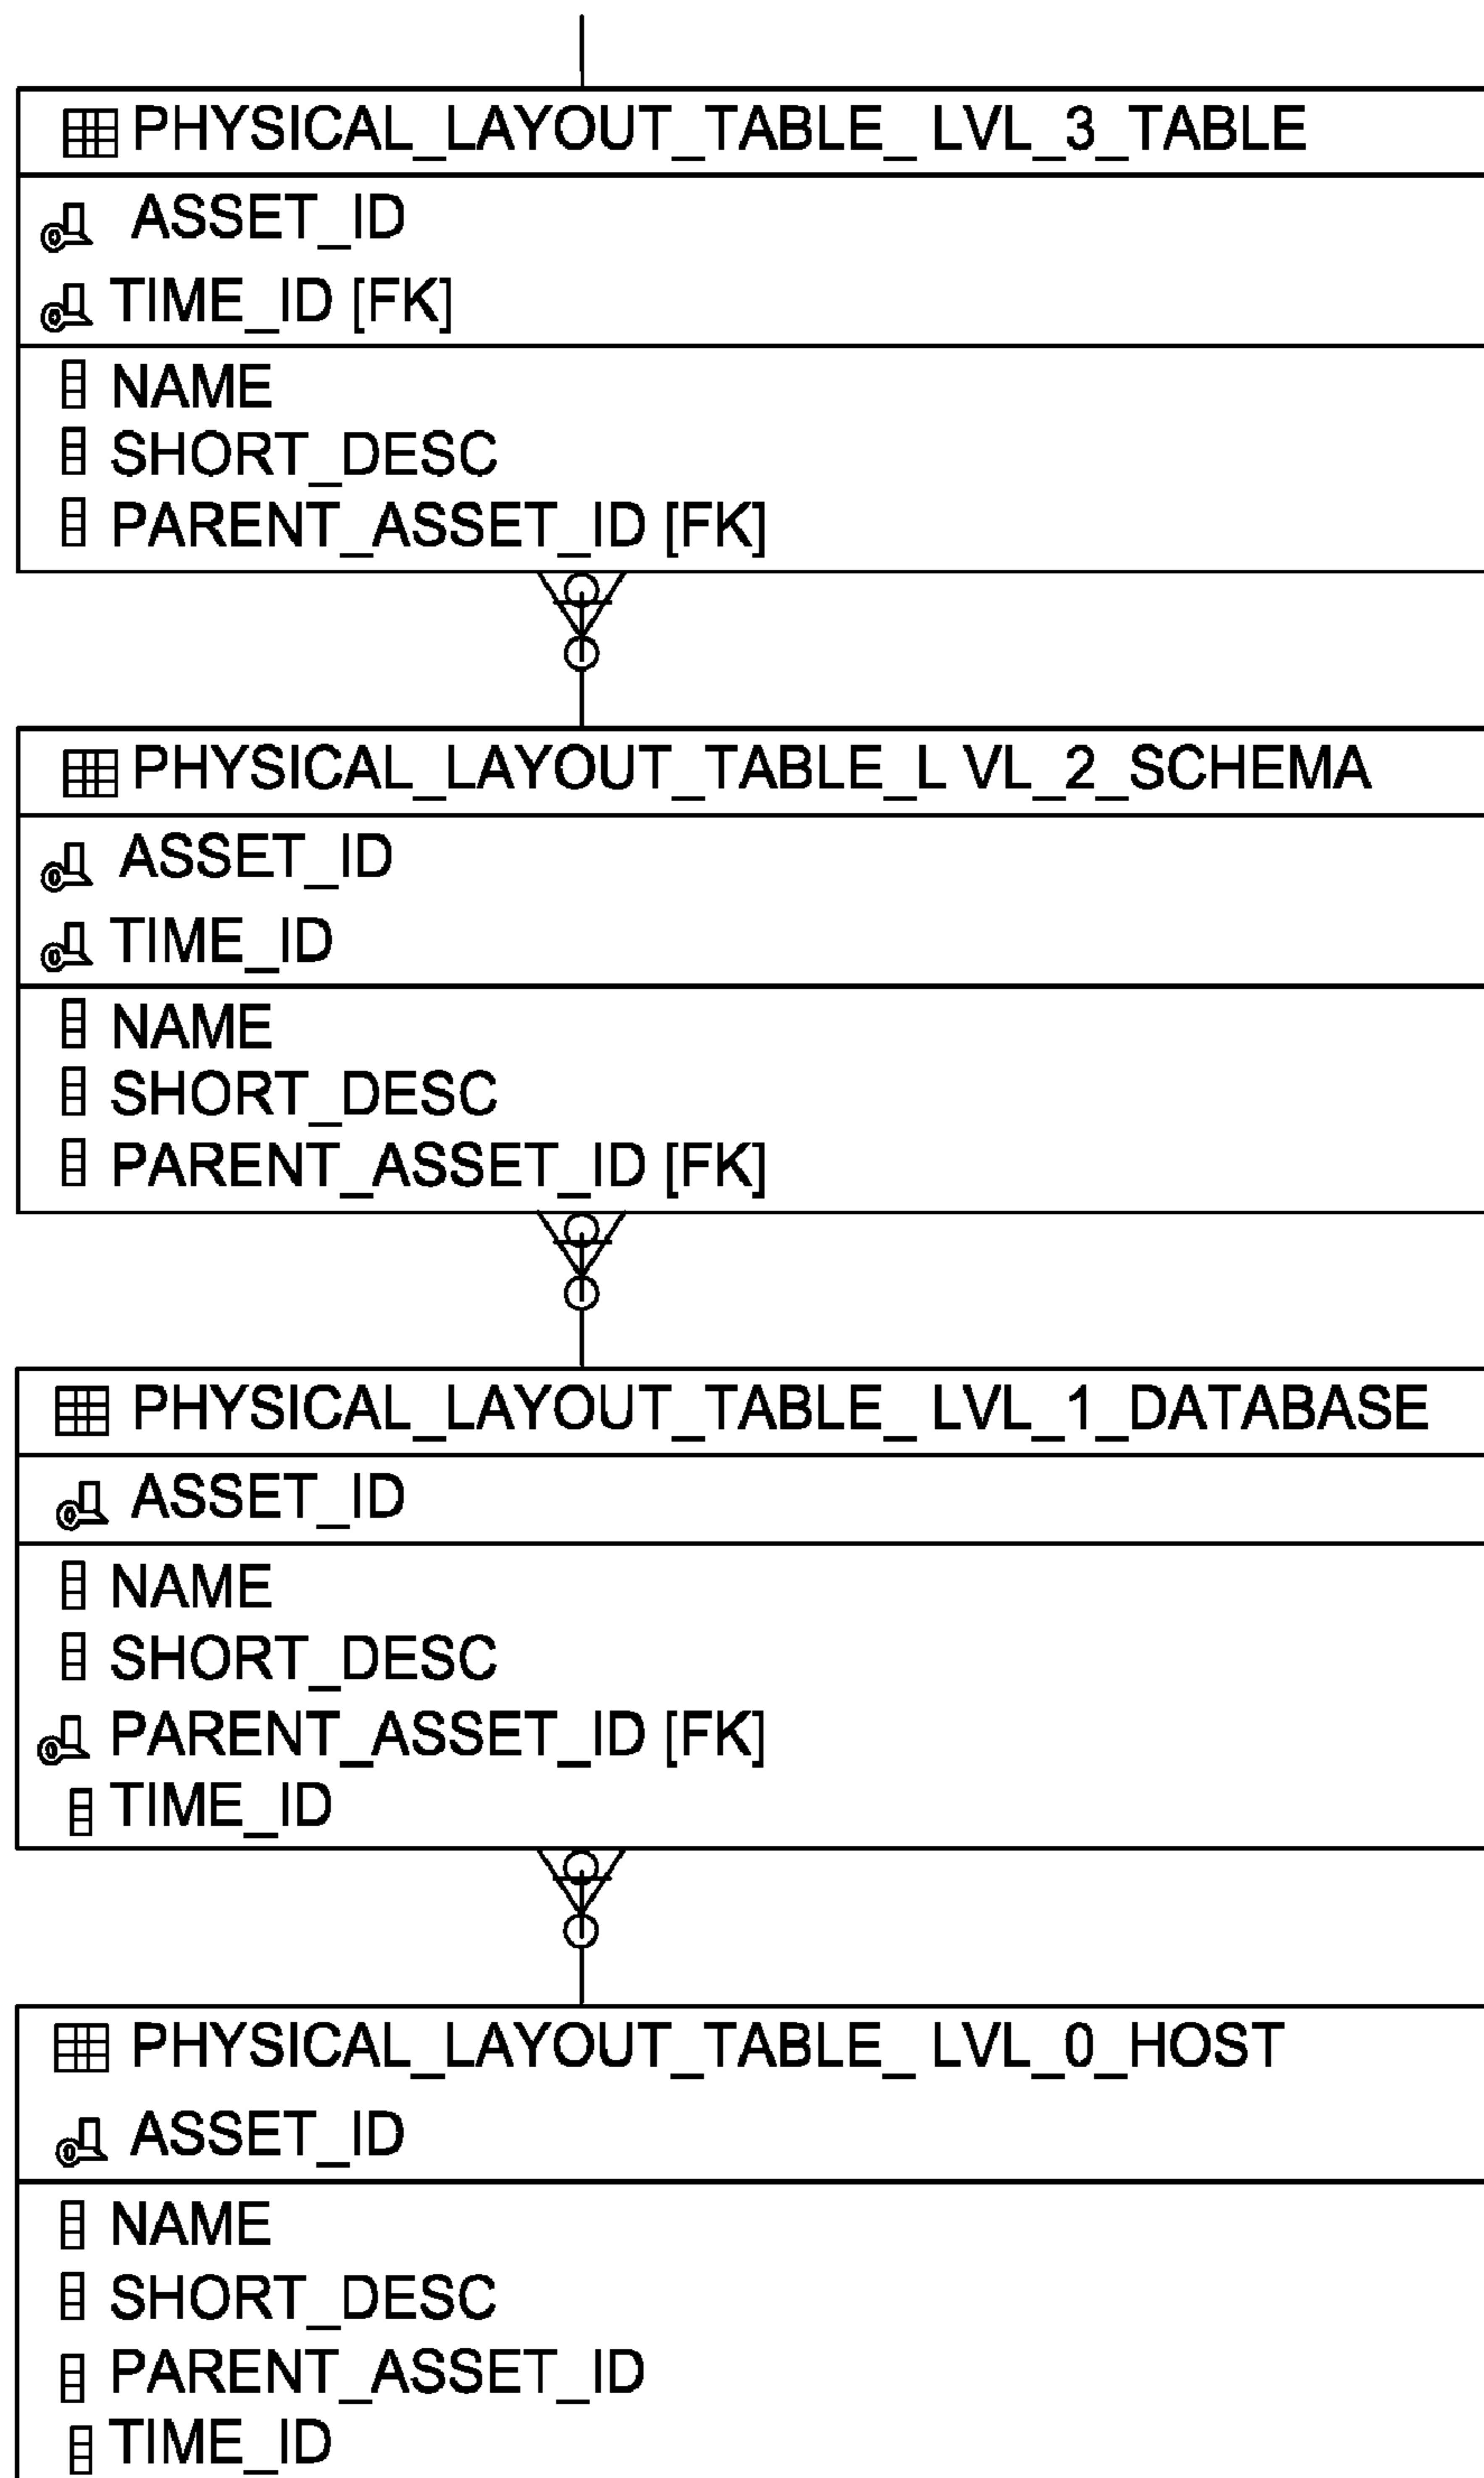 PHYSICAL_LAYOUT_TABLE_ LVL_3_TABLE
ASSET_ID
TIME_ID [FK]
NAME
SHORT_DESC
PARENT_ASSET_ID [FK]
PHYSICAL_LAYOUT_TABLE_L VL_2_SCHEMA
ASSET_ID
TIME_ID
NAME
SHORT_DESC
PARENT_ASSET_ID [FK]
PHYSICAL_LAYOUT_TABLE_ LVL_1_DATABASE
ASSET_ID
NAME
SHORT_DESC
PARENT_ASSET_ID [FK]
TIME_ID
PHYSICAL_LAYOUT_TABLE_ LVL_0_HOST
ASSET_ID
NAME
SHORT_DESC
PARENT_ASSET_ID
TIME_ID